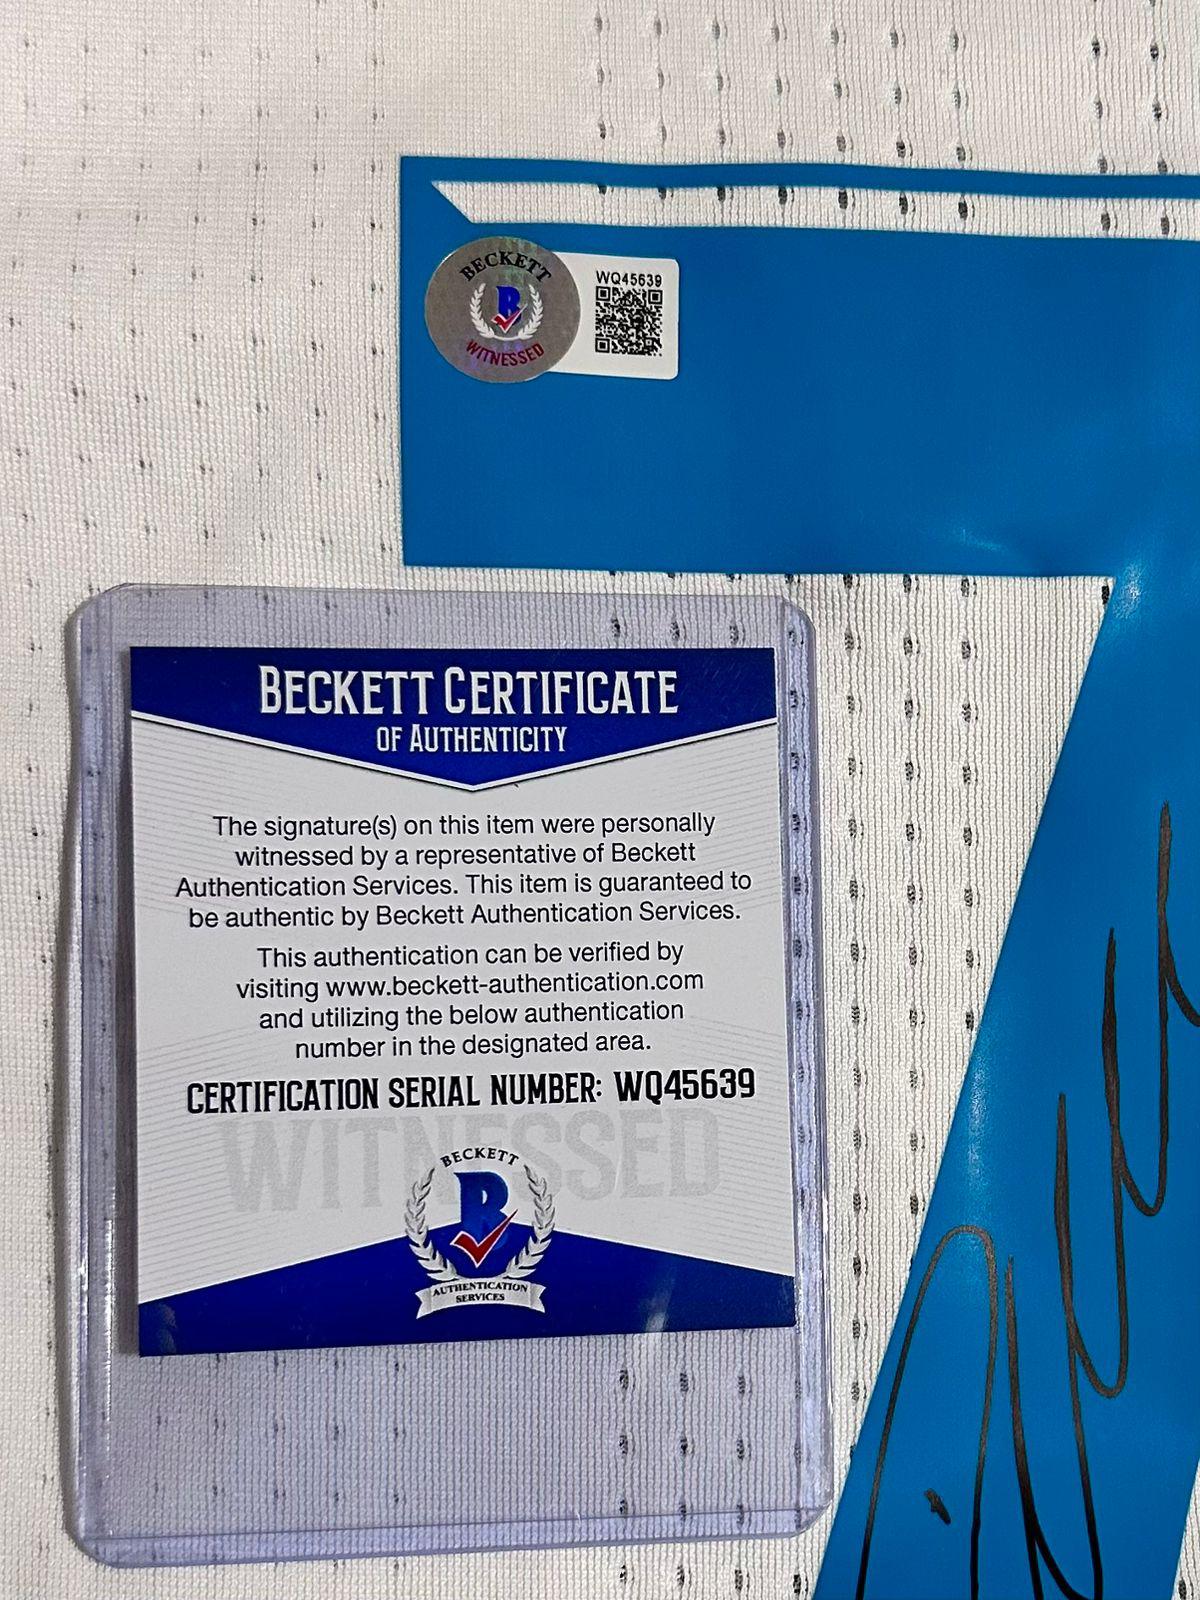 BECKETT
WITNESSED
WQ45639
7
BECKETT CERTIFICATE
OF AUTHENTICITY
The signature(s) on this item were personally
witnessed by a representative of Beckett
Authentication Services. This item is guaranteed to
be authentic by Beckett Authentication Services.
This authentication can be verified by
visiting www.beckett-authentication.com
and utilizing the below authentication
number in the designated area.
CERTIFICATION SERIAL NUMBER: WQ45639
WITNESSED
BECKETT
B
AUTHENTICATION
SERVICES